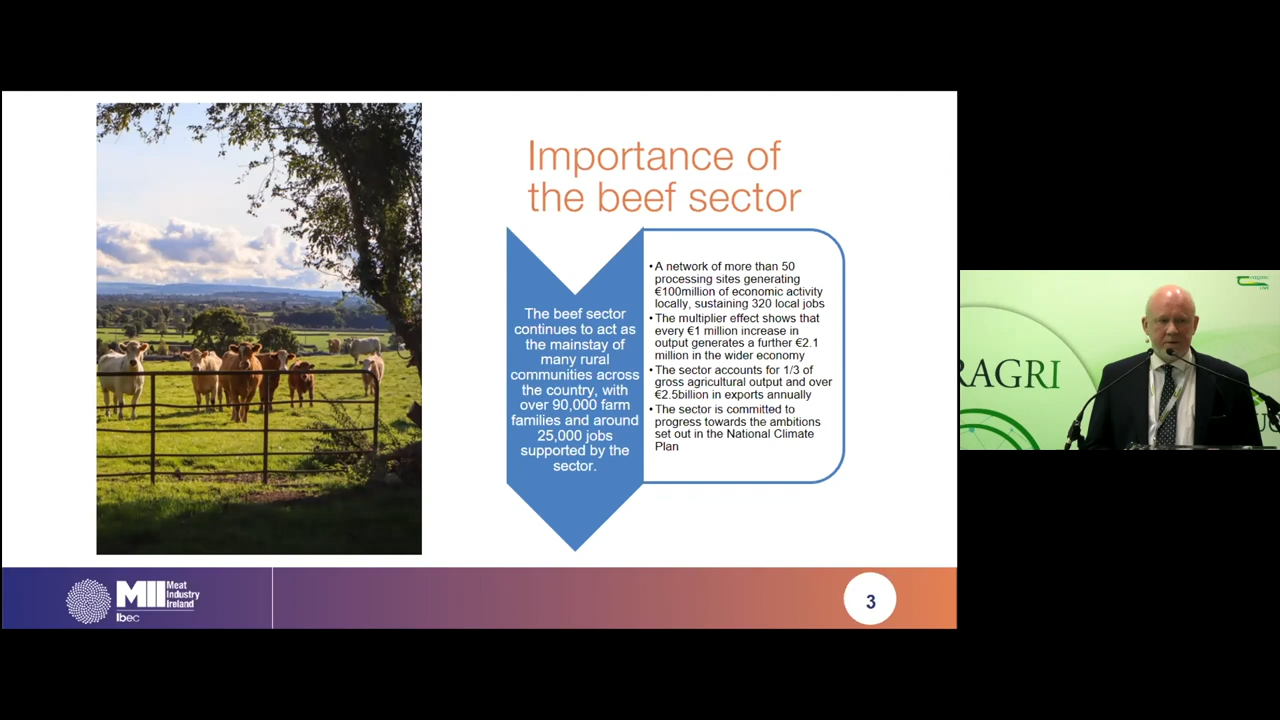 Importance of
the beef sector
The beef sector
continues to act as
the mainstay of
many rural
communities across
the country, with
over 90,000 farm
families and around
25,000 jobs
supported by the
sector.
•A network of more than 50
processing sites generating
€100million of economic activity
locally, sustaining 320 local jobs
•The multiplier effect shows that
every €1 million increase in
output generates a further €2.1
million in the wider economy
•The sector accounts for 1/3 of
gross agricultural output and over
€2.5billion in exports annually
•The sector is committed to
progress towards the ambitions
set out in the National Climate
Plan
MII Meat
Industry
Ireland
Ibec
3
RAGRI
LIVE